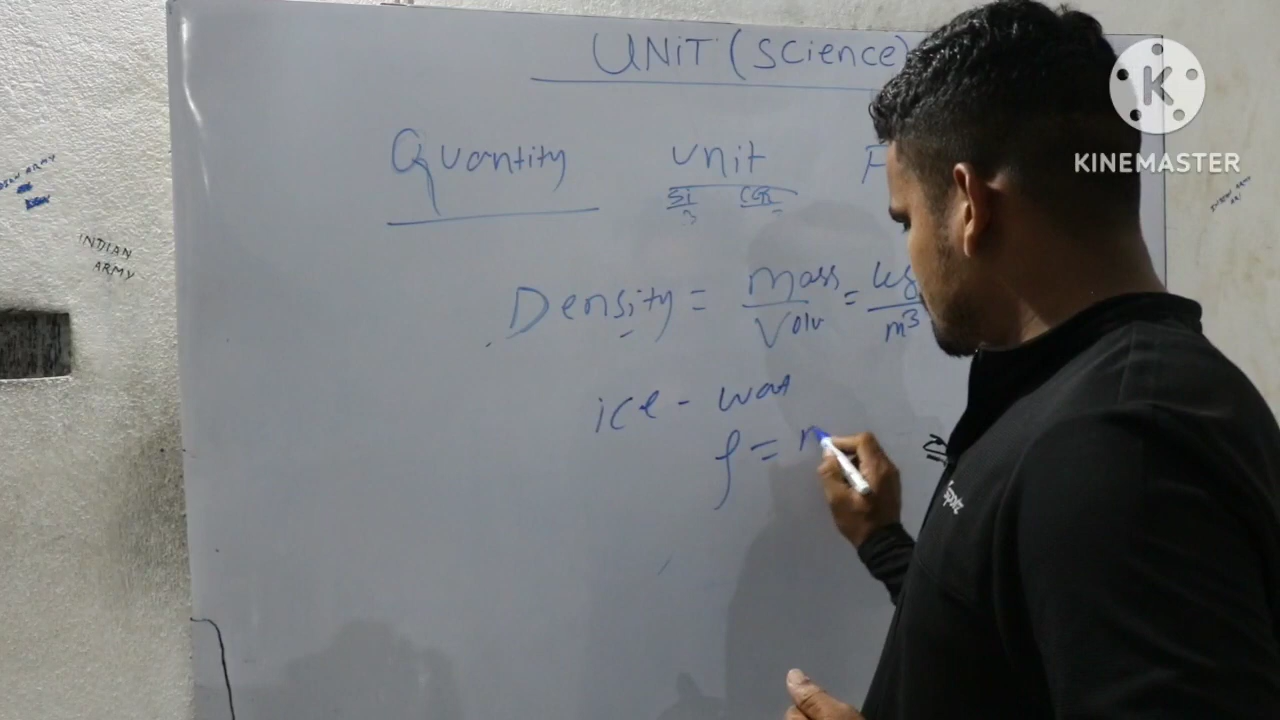 UNiT (Science)
Quantity unit F
SI CGS
Density = Mass / Volu = kg / m³
ice - wat
ρ = m
INDIAN
ARMY
KINEMASTER